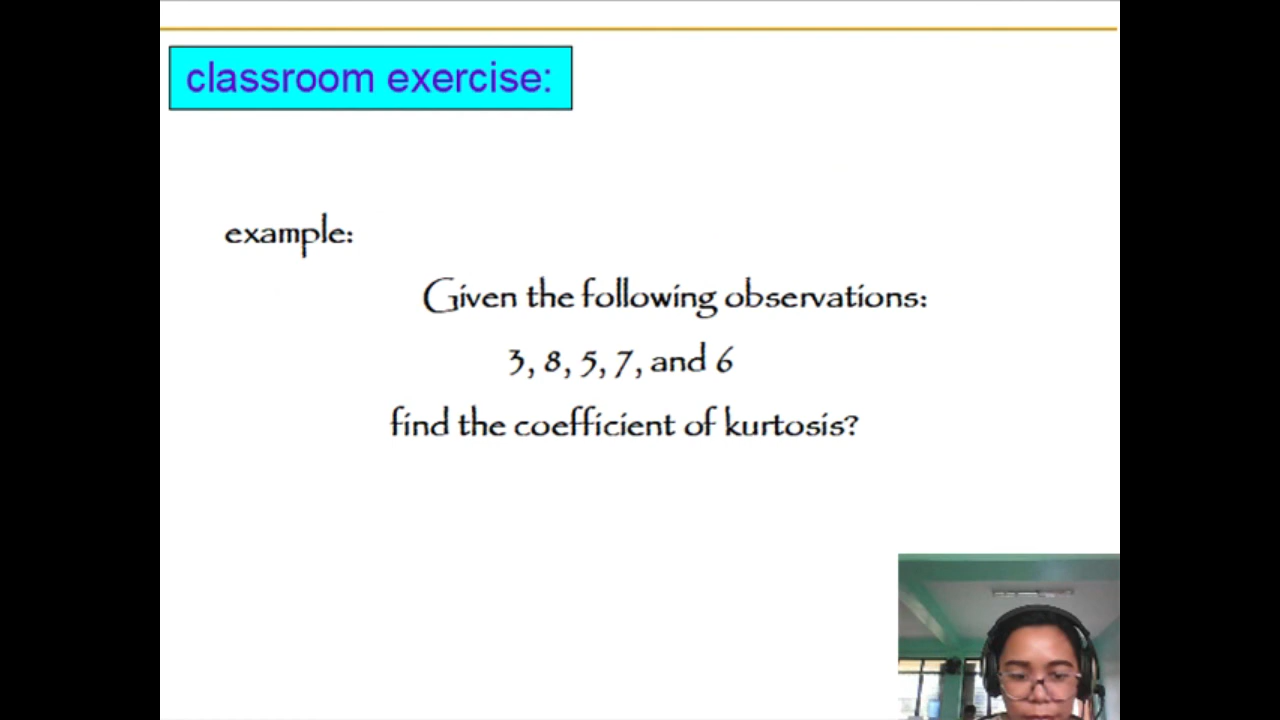 classroom exercise:
example:
Given the following observations:
3, 8, 5, 7, and 6
find the coefficient of kurtosis?